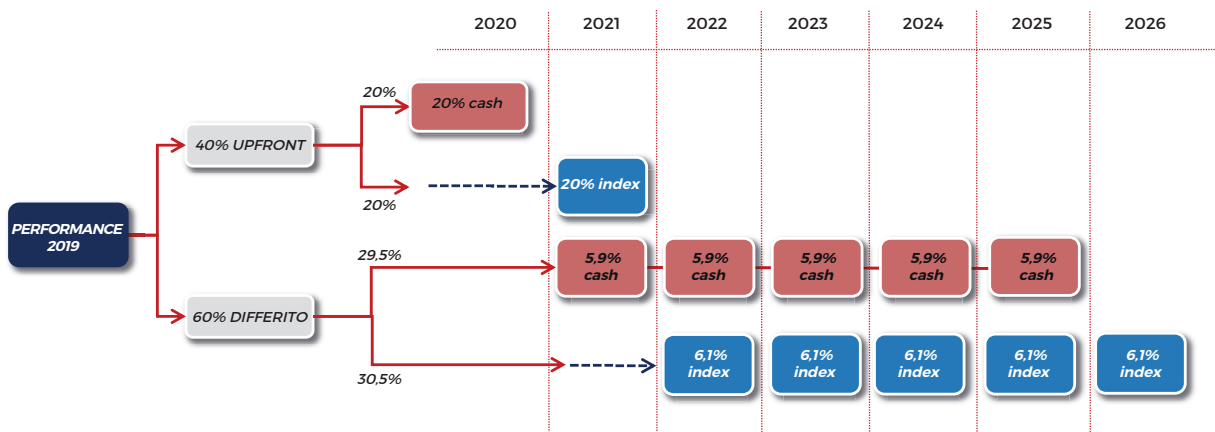 2020 2021 2022 2023 2024 2025 2026
20%
20% cash
40% UPFRONT
20% index
20%
PERFORMANCE
2019
29,5%
5,9%
cash
5,9%
cash
5,9%
cash
5,9%
cash
5,9%
cash
60% DIFFERITO
30,5%
6,1%
index
6,1%
index
6,1%
index
6,1%
index
6,1%
index